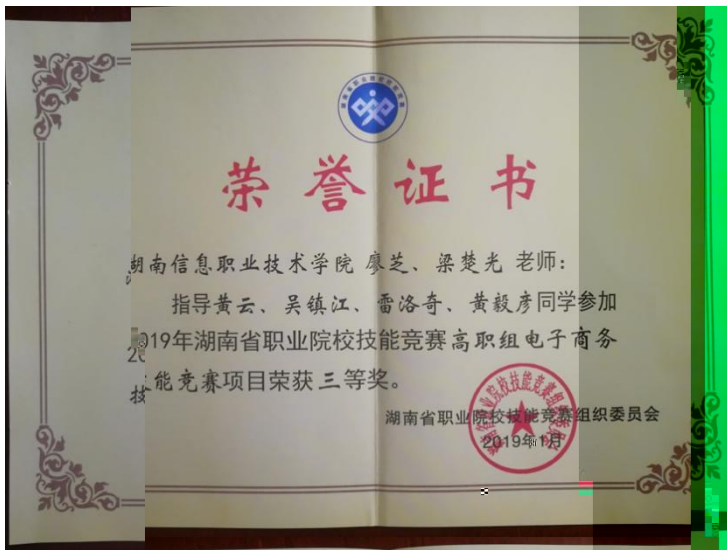 荣誉证书
湖南信息职业技术学院 廖芝、梁楚光 老师：
指导黄云、吴镇江、雷洛奇、黄毅彦同学参加
2019年湖南省职业院校技能竞赛高职组电子商务
技能竞赛项目荣获三等奖。
湖南省职业院校技能竞赛组织委员会
2019年1月